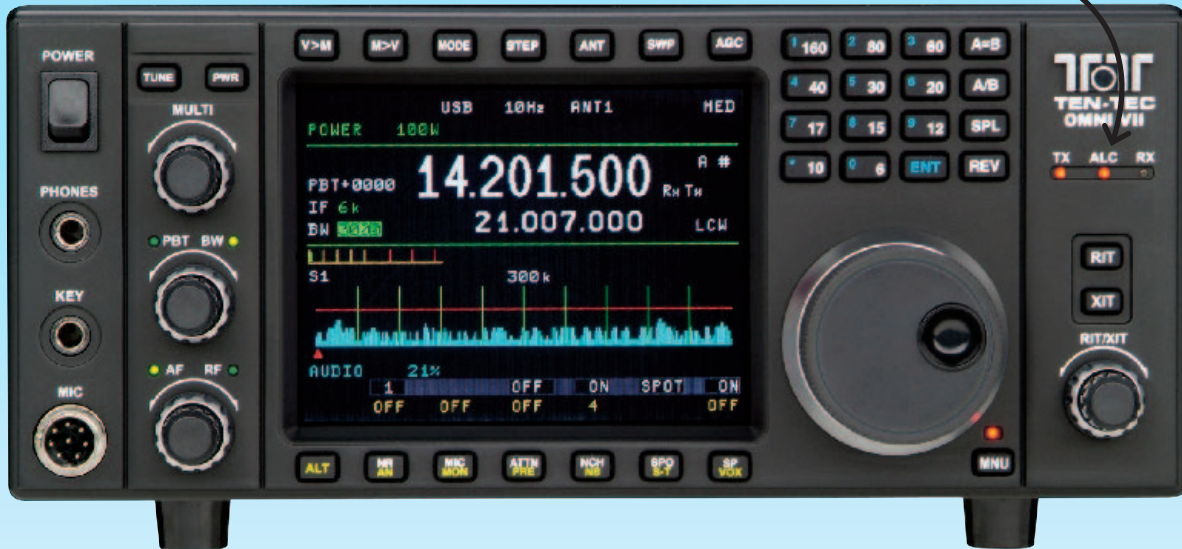 POWER
TUNE PWR
MULTI
PHONES
PBT BW
KEY
AF RF
MIC
V>M M>V MODE STEP ANT SWP AGC
USB 10Hz ANT1 MED
POWER 100W
14.201.500 A #
PBT+0000 Rx Tx
IF 6k
21.007.000 LCW
BW
S1 300k
AUDIO 21%
1 OFF ON SPOT ON
OFF OFF OFF 4 OFF
ALT NR AN MIC MON ATTN PRE NCH NB SPO S-T SP VOX
1 160 2 80 3 60 A=B
4 40 5 30 6 20 A/B
7 17 8 15 9 12 SPL
* 10 0 6 ENT REV
TEN-TEC
OMNI VII
TX ALC RX
RIT
XIT
RIT/XIT
MNU